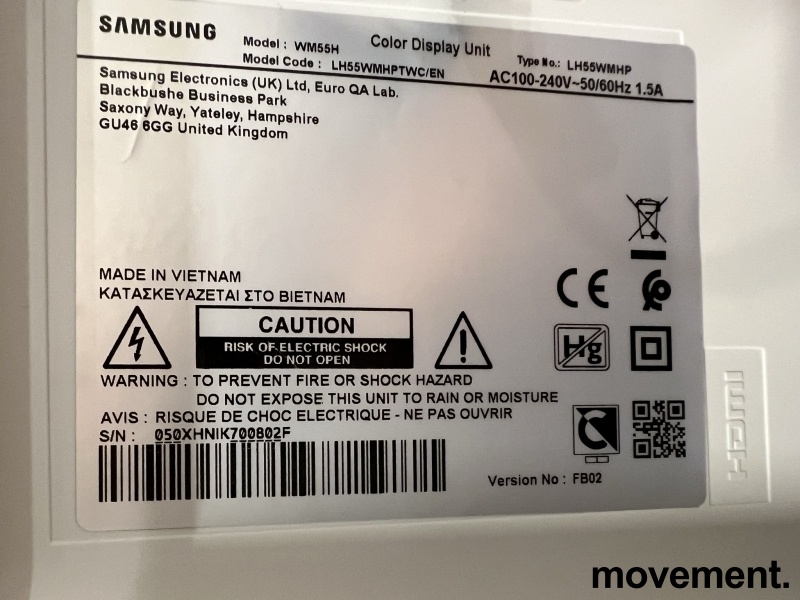 SAMSUNG
Model : WM55H
Color Display Unit
Type No.: LH55WMHP
Model Code : LH55WMHPTWC/EN
AC100-240V~50/60Hz 1.5A
Samsung Electronics (UK) Ltd, Euro QA Lab.
Blackbushe Business Park
Saxony Way, Yateley, Hampshire
GU46 6GG United Kingdom
MADE IN VIETNAM
ΚΑΤΑΣΚΕΥΑΖΕΤΑΙ ΣΤΟ ΒΙΕΤΝΑΜ
CE
CAUTION
RISK OF ELECTRIC SHOCK
DO NOT OPEN
Hg
WARNING : TO PREVENT FIRE OR SHOCK HAZARD
DO NOT EXPOSE THIS UNIT TO RAIN OR MOISTURE
AVIS : RISQUE DE CHOC ELECTRIQUE - NE PAS OUVRIR
S/N : 050XHNIK700802F
Version No : FB02
HDMI
movement.